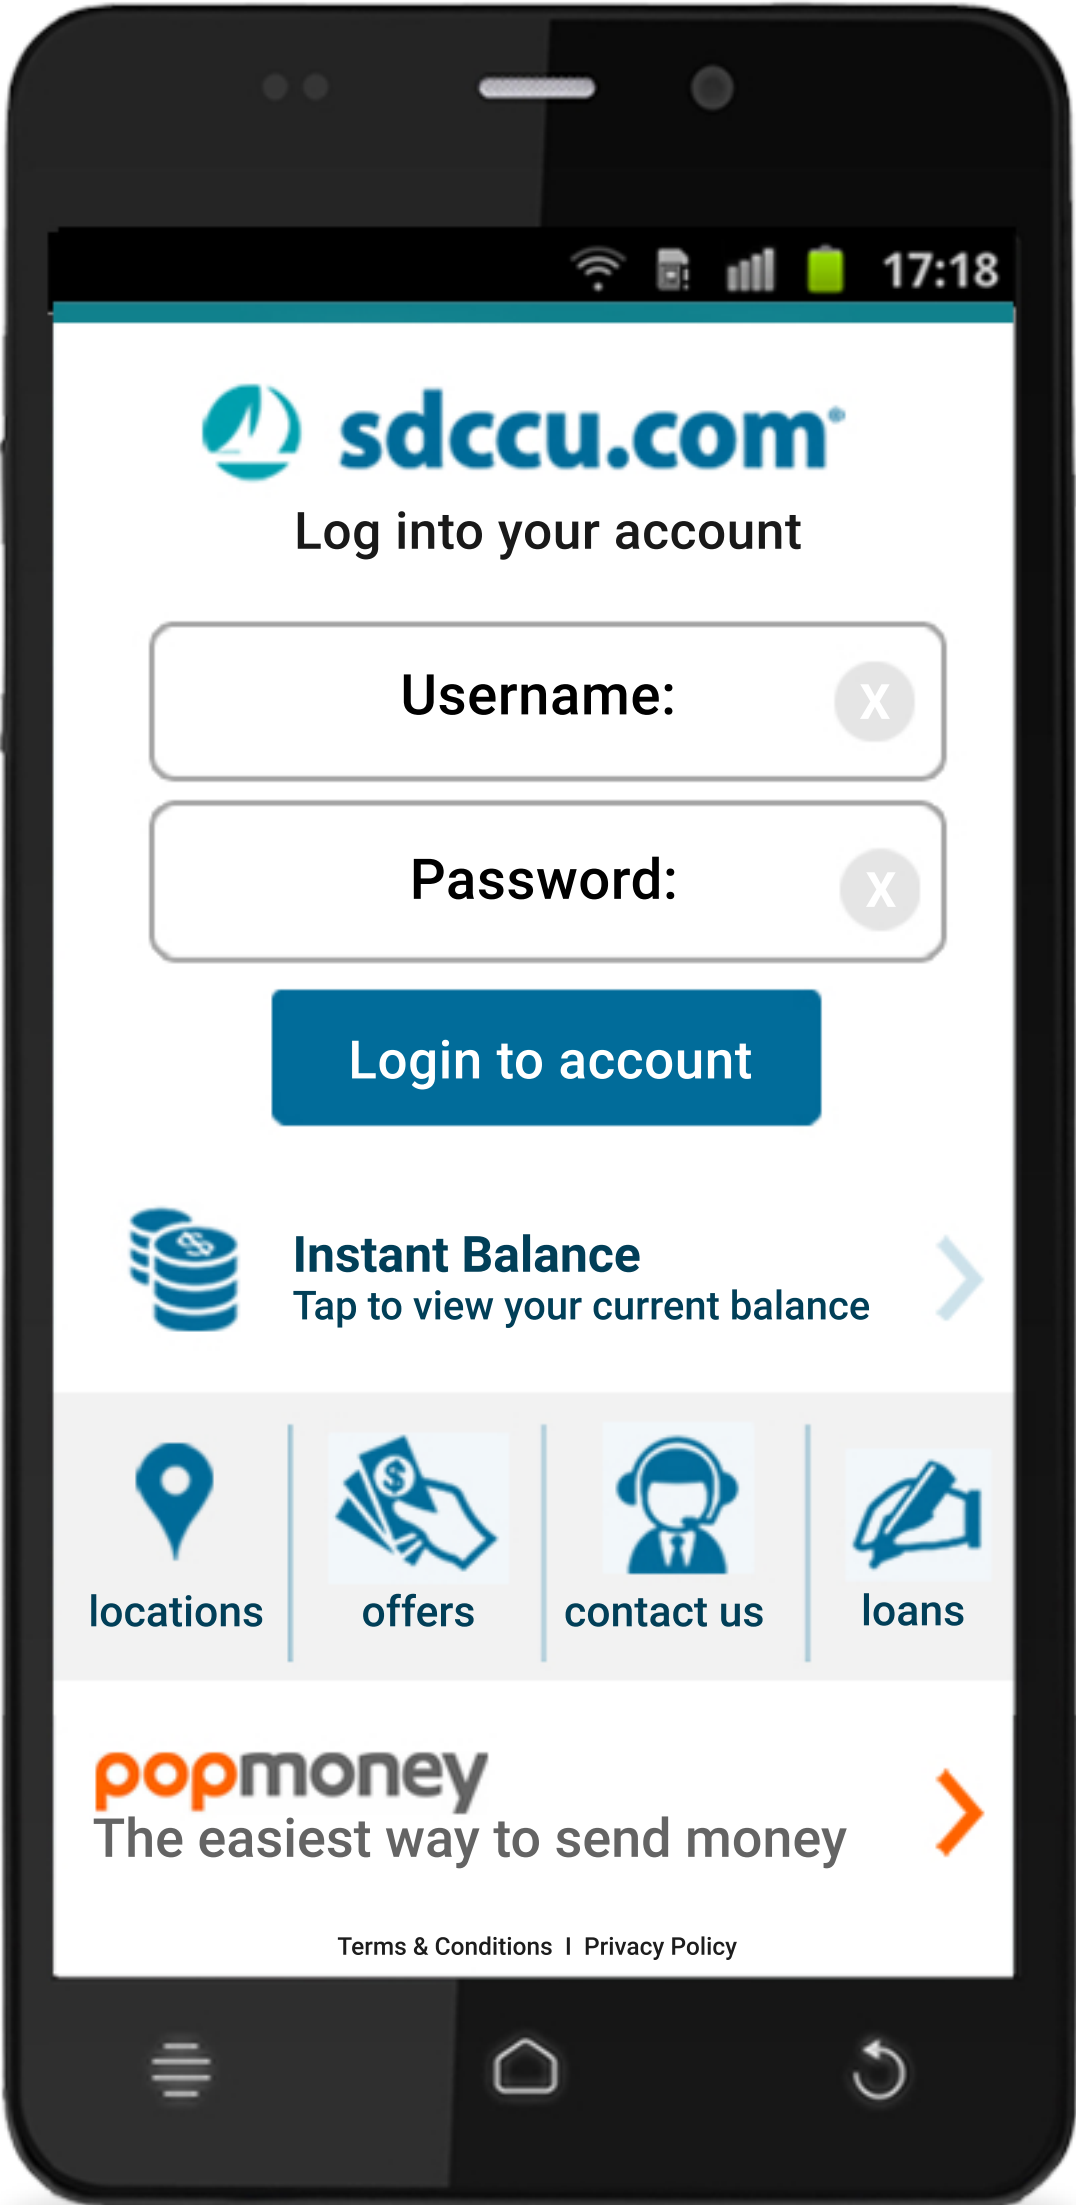 17:18
sdccu.com®
Log into your account
Username:
X
Password:
X
Login to account
$
Instant Balance
Tap to view your current balance
$
locations
offers
contact us
loans
popmoney
The easiest way to send money
Terms & Conditions I Privacy Policy